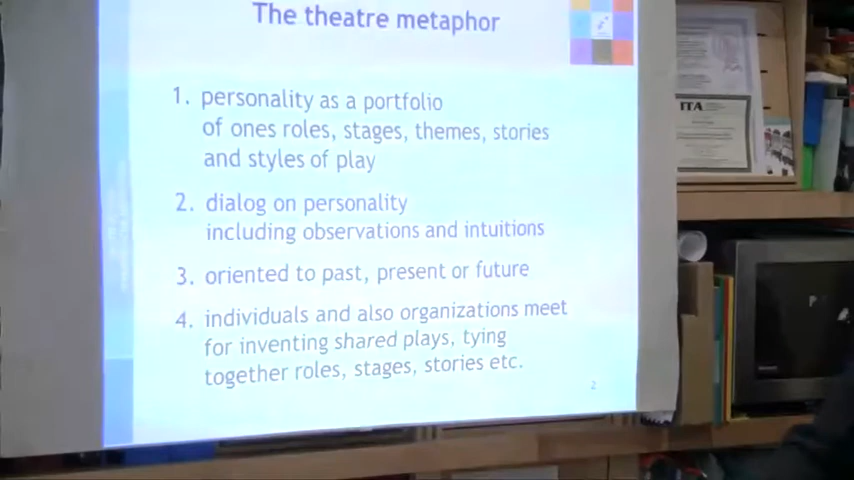 The theatre metaphor
1. personality as a portfolio
of ones roles, stages, themes, stories
and styles of play
2. dialog on personality
including observations and intuitions
3. oriented to past, present or future
4. individuals and also organizations meet
for inventing shared plays, tying
together roles, stages, stories etc.
2
ITA